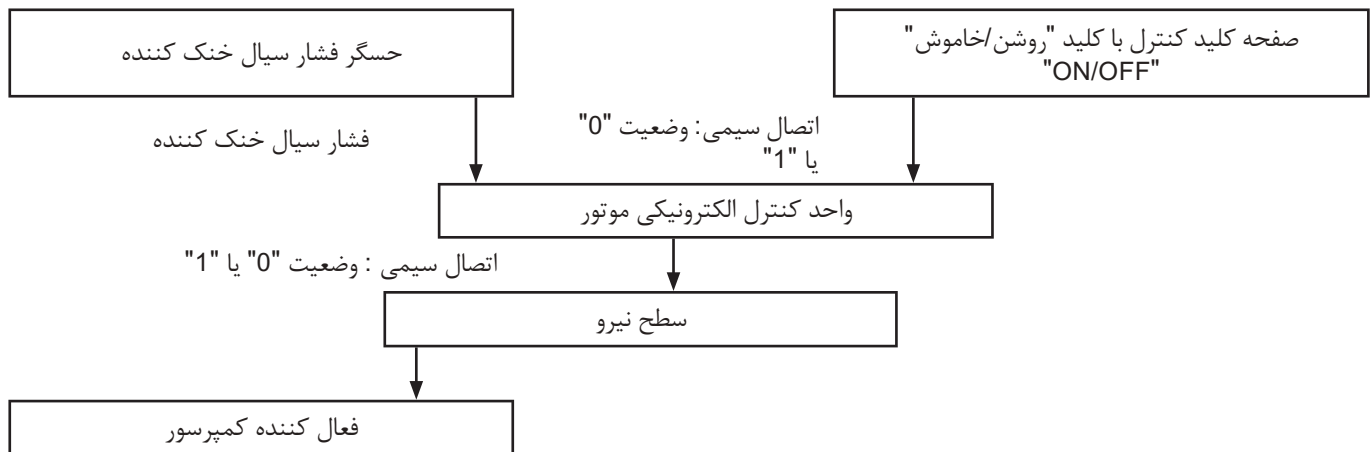 صفحه کلید کنترل با کلید "روشن/خاموش"
"ON/OFF"
حسگر فشار سیال خنک کننده
اتصال سیمی: وضعیت "0"
یا "1"
فشار سیال خنک کننده
واحد کنترل الکترونیکی موتور
اتصال سیمی : وضعیت "0" یا "1"
سطح نیرو
فعال کننده کمپرسور